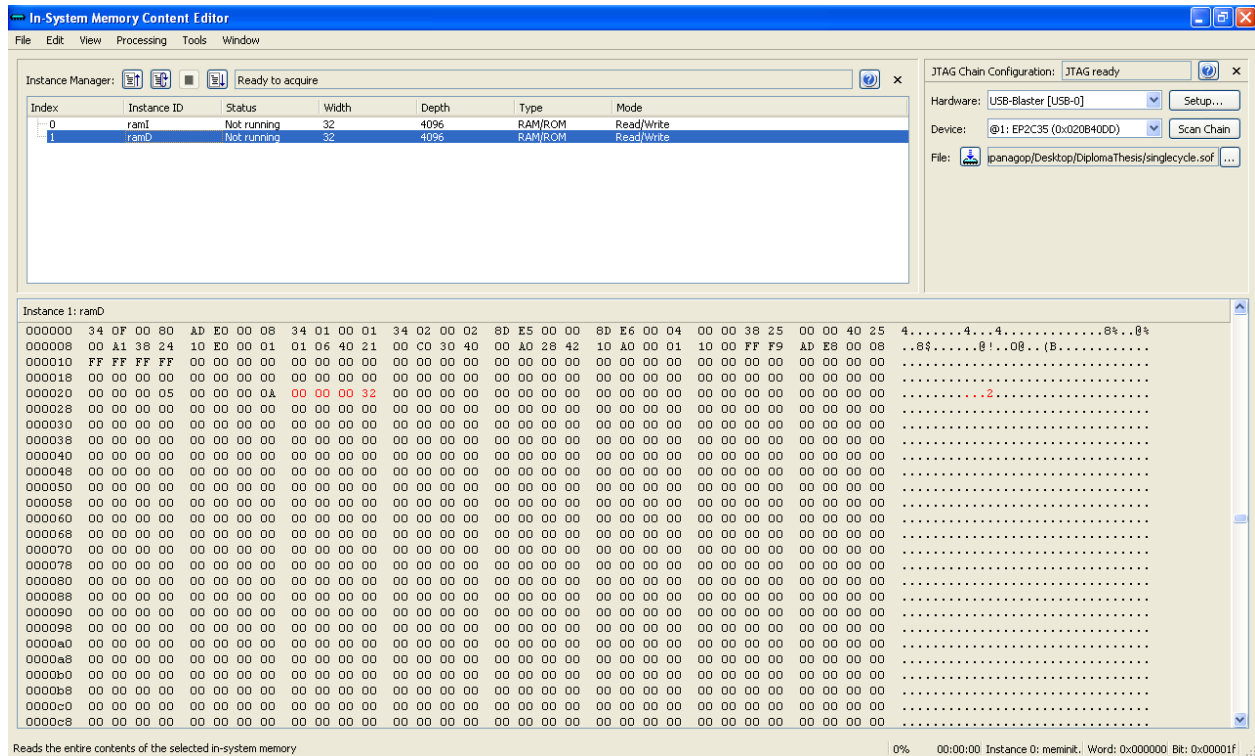 In-System Memory Content Editor
File Edit View Processing Tools Window
Instance Manager: Ready to acquire
Index Instance ID Status Width Depth Type Mode
0 ramI Not running 32 4096 RAM/ROM Read/Write
1 ramD Not running 32 4096 RAM/ROM Read/Write
JTAG Chain Configuration: JTAG ready
Hardware: USB-Blaster [USB-0] Setup...
Device: @1: EP2C35 (0x020B40DD) Scan Chain
File: panagop/Desktop/DiplomaThesis/singlecycle.sof ...
Instance 1: ramD
000000 34 0F 00 80 AD E0 00 08 34 01 00 01 34 02 00 02 8D E5 00 00 8D E6 00 04 00 00 38 25 00 00 40 25 4.......4...4.............8%..@%
000008 00 A1 38 24 10 E0 00 01 01 06 40 21 00 C0 30 40 00 A0 28 42 10 A0 00 01 10 00 FF F9 AD E8 00 08 ..8$......@!..0@..(B............
000010 FF FF FF FF 00 00 00 00 00 00 00 00 00 00 00 00 00 00 00 00 00 00 00 00 00 00 00 00 00 00 00 00 ................................
000018 00 00 00 00 00 00 00 00 00 00 00 00 00 00 00 00 00 00 00 00 00 00 00 00 00 00 00 00 00 00 00 00 ................................
000020 00 00 00 05 00 00 00 0A 00 00 00 32 00 00 00 00 00 00 00 00 00 00 00 00 00 00 00 00 00 00 00 00 ...........2....................
000028 00 00 00 00 00 00 00 00 00 00 00 00 00 00 00 00 00 00 00 00 00 00 00 00 00 00 00 00 00 00 00 00 ................................
000030 00 00 00 00 00 00 00 00 00 00 00 00 00 00 00 00 00 00 00 00 00 00 00 00 00 00 00 00 00 00 00 00 ................................
000038 00 00 00 00 00 00 00 00 00 00 00 00 00 00 00 00 00 00 00 00 00 00 00 00 00 00 00 00 00 00 00 00 ................................
000040 00 00 00 00 00 00 00 00 00 00 00 00 00 00 00 00 00 00 00 00 00 00 00 00 00 00 00 00 00 00 00 00 ................................
000048 00 00 00 00 00 00 00 00 00 00 00 00 00 00 00 00 00 00 00 00 00 00 00 00 00 00 00 00 00 00 00 00 ................................
000050 00 00 00 00 00 00 00 00 00 00 00 00 00 00 00 00 00 00 00 00 00 00 00 00 00 00 00 00 00 00 00 00 ................................
000058 00 00 00 00 00 00 00 00 00 00 00 00 00 00 00 00 00 00 00 00 00 00 00 00 00 00 00 00 00 00 00 00 ................................
000060 00 00 00 00 00 00 00 00 00 00 00 00 00 00 00 00 00 00 00 00 00 00 00 00 00 00 00 00 00 00 00 00 ................................
000068 00 00 00 00 00 00 00 00 00 00 00 00 00 00 00 00 00 00 00 00 00 00 00 00 00 00 00 00 00 00 00 00 ................................
000070 00 00 00 00 00 00 00 00 00 00 00 00 00 00 00 00 00 00 00 00 00 00 00 00 00 00 00 00 00 00 00 00 ................................
000078 00 00 00 00 00 00 00 00 00 00 00 00 00 00 00 00 00 00 00 00 00 00 00 00 00 00 00 00 00 00 00 00 ................................
000080 00 00 00 00 00 00 00 00 00 00 00 00 00 00 00 00 00 00 00 00 00 00 00 00 00 00 00 00 00 00 00 00 ................................
000088 00 00 00 00 00 00 00 00 00 00 00 00 00 00 00 00 00 00 00 00 00 00 00 00 00 00 00 00 00 00 00 00 ................................
000090 00 00 00 00 00 00 00 00 00 00 00 00 00 00 00 00 00 00 00 00 00 00 00 00 00 00 00 00 00 00 00 00 ................................
000098 00 00 00 00 00 00 00 00 00 00 00 00 00 00 00 00 00 00 00 00 00 00 00 00 00 00 00 00 00 00 00 00 ................................
0000a0 00 00 00 00 00 00 00 00 00 00 00 00 00 00 00 00 00 00 00 00 00 00 00 00 00 00 00 00 00 00 00 00 ................................
0000a8 00 00 00 00 00 00 00 00 00 00 00 00 00 00 00 00 00 00 00 00 00 00 00 00 00 00 00 00 00 00 00 00 ................................
0000b0 00 00 00 00 00 00 00 00 00 00 00 00 00 00 00 00 00 00 00 00 00 00 00 00 00 00 00 00 00 00 00 00 ................................
0000b8 00 00 00 00 00 00 00 00 00 00 00 00 00 00 00 00 00 00 00 00 00 00 00 00 00 00 00 00 00 00 00 00 ................................
0000c0 00 00 00 00 00 00 00 00 00 00 00 00 00 00 00 00 00 00 00 00 00 00 00 00 00 00 00 00 00 00 00 00 ................................
0000c8 00 00 00 00 00 00 00 00 00 00 00 00 00 00 00 00 00 00 00 00 00 00 00 00 00 00 00 00 00 00 00 00 ................................
Reads the entire contents of the selected in-system memory 0% 00:00:00 Instance 0: meminit. Word: 0x000000 Bit: 0x00001f